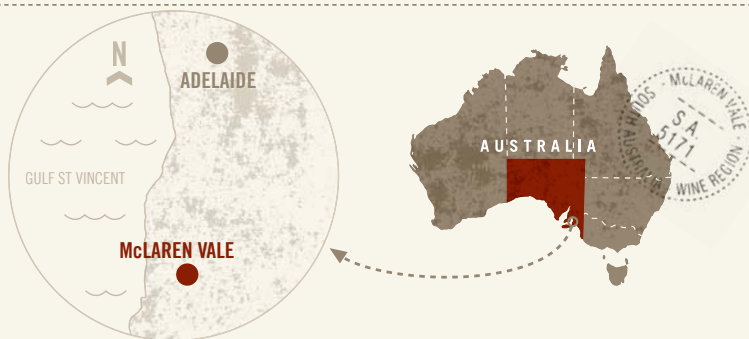 N
ADELAIDE
GULF ST VINCENT
McLAREN VALE
AUSTRALIA
McLAREN VALE
SOUTH AUSTRALIA
WINE REGION
S.A.
5171